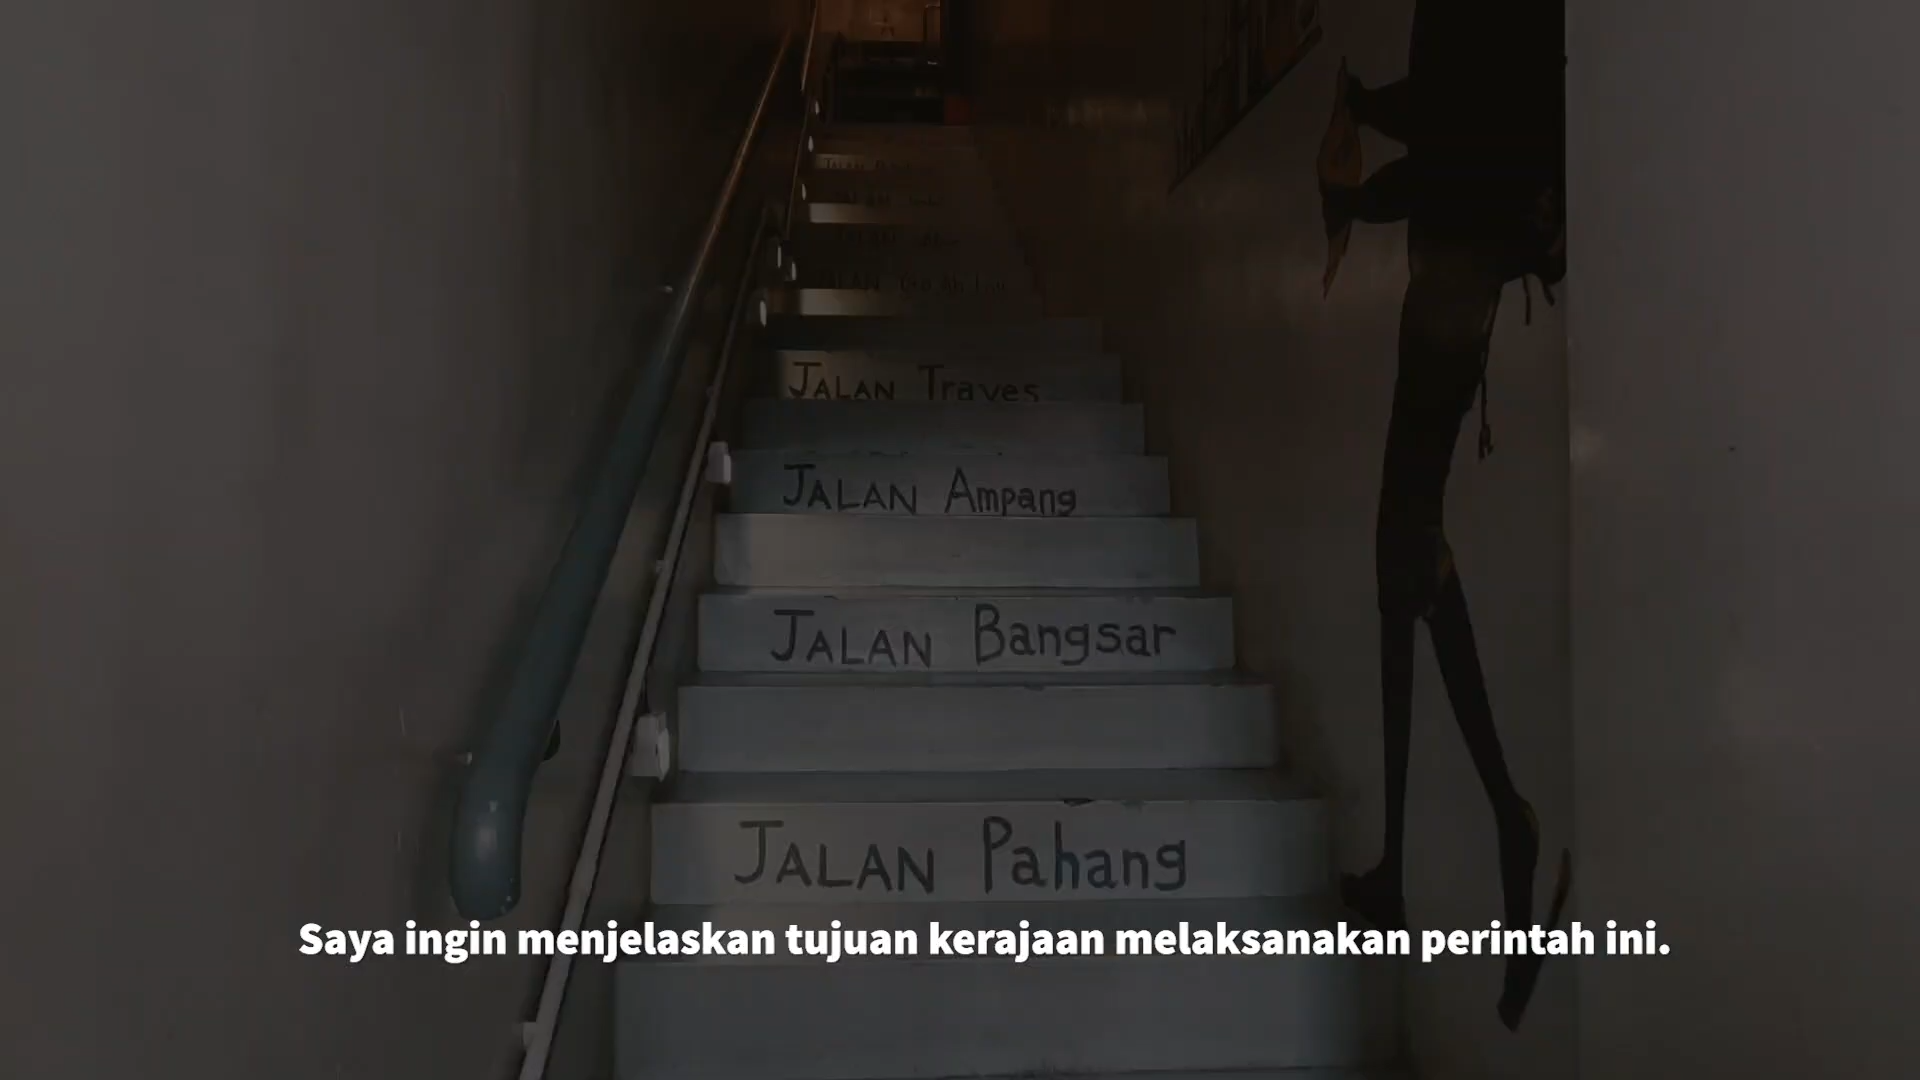 JALAN Traves
JALAN Ampang
JALAN Bangsar
JALAN Pahang
Saya ingin menjelaskan tujuan kerajaan melaksanakan perintah ini.